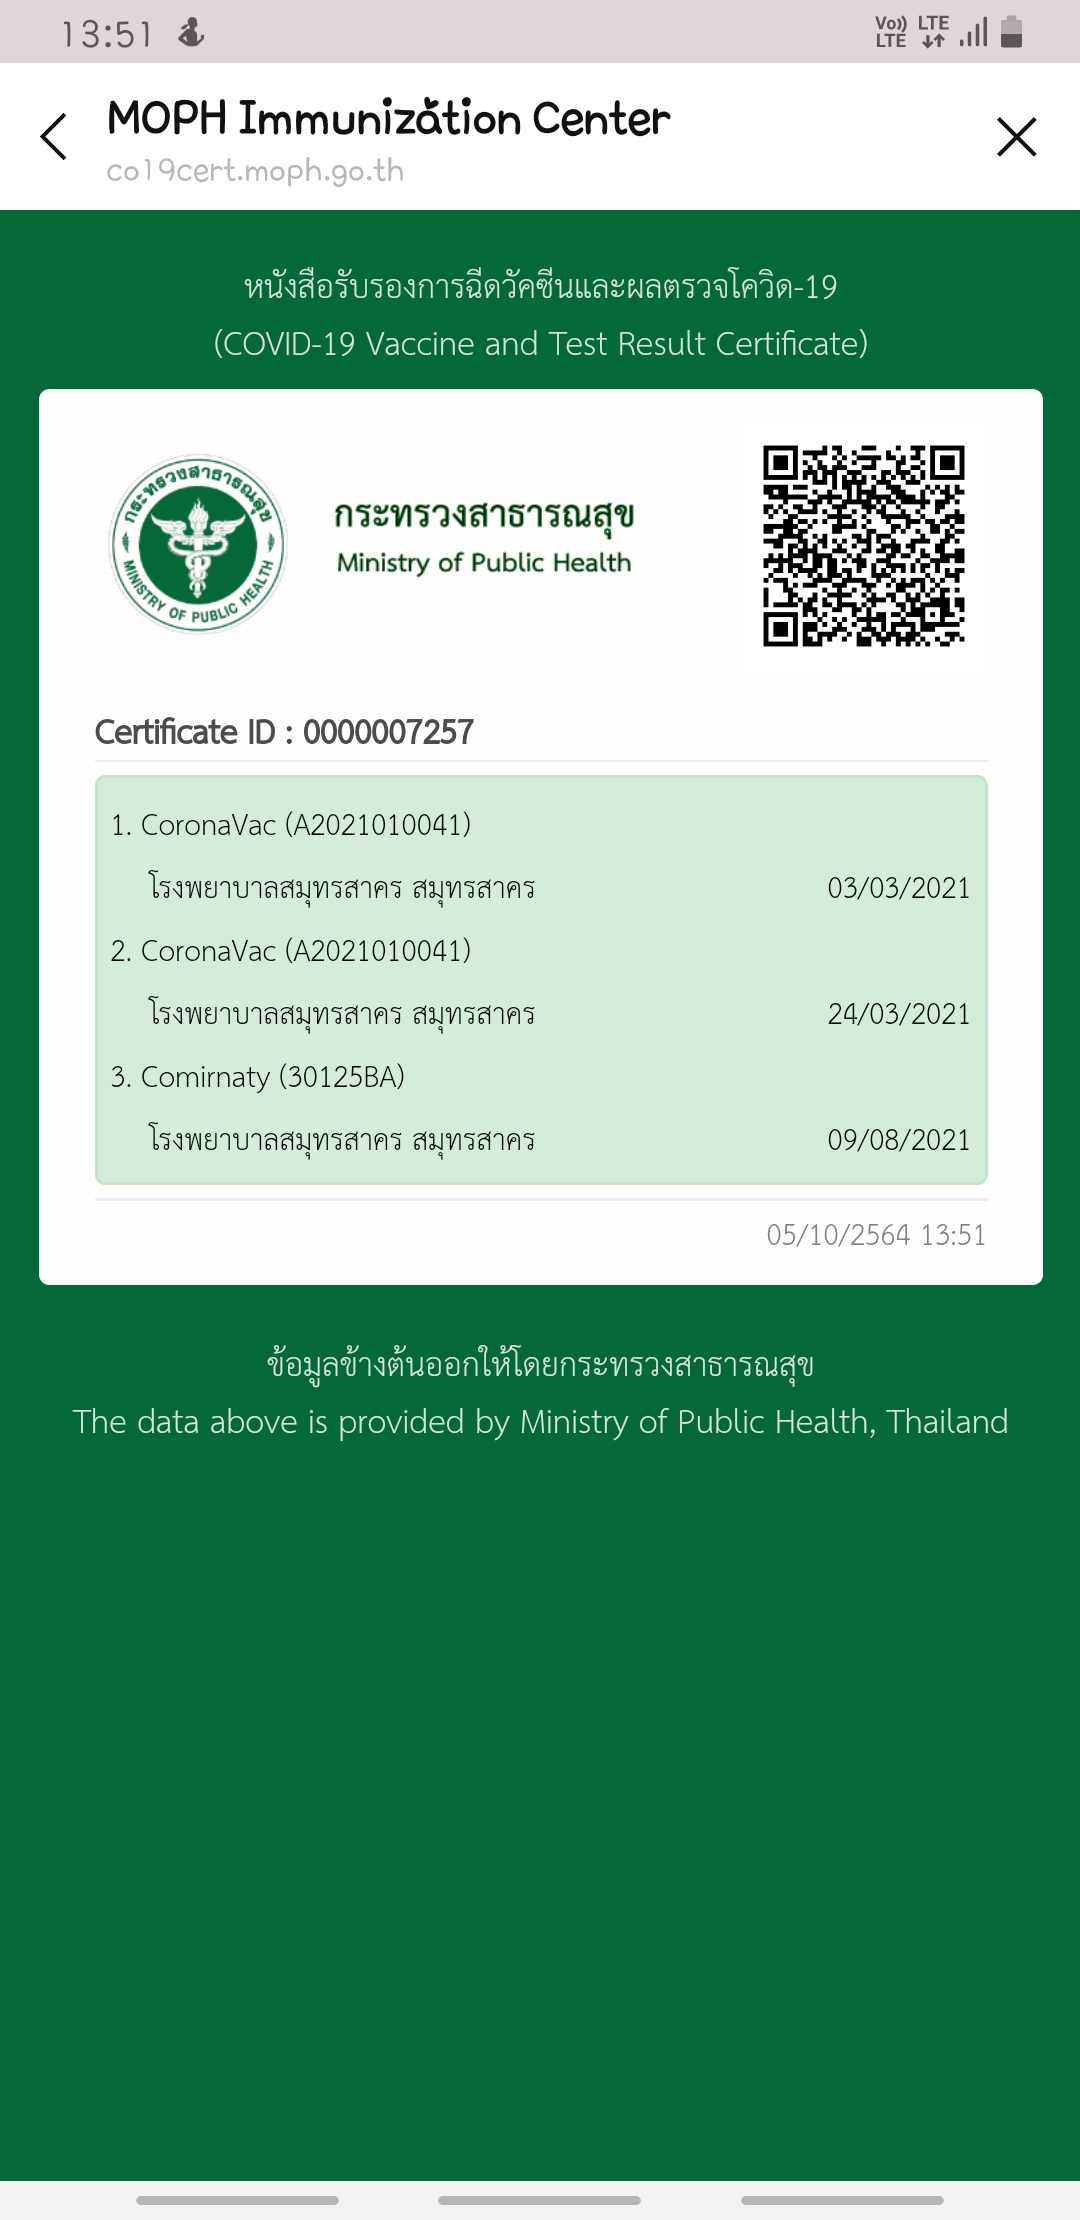 13:51
Vo)) LTE
LTE
MOPH Immunization Center
co19cert.moph.go.th
หนังสือรับรองการฉีดวัคซีนและผลตรวจโควิด-19
(COVID-19 Vaccine and Test Result Certificate)
กระทรวงสาธารณสุข
MINISTRY OF PUBLIC HEALTH
กระทรวงสาธารณสุข
Ministry of Public Health
Certificate ID : 0000007257
1. CoronaVac (A2021010041)
โรงพยาบาลสมุทรสาคร สมุทรสาคร 03/03/2021
2. CoronaVac (A2021010041)
โรงพยาบาลสมุทรสาคร สมุทรสาคร 24/03/2021
3. Comirnaty (30125BA)
โรงพยาบาลสมุทรสาคร สมุทรสาคร 09/08/2021
05/10/2564 13:51
ข้อมูลข้างต้นออกให้โดยกระทรวงสาธารณสุข
The data above is provided by Ministry of Public Health, Thailand